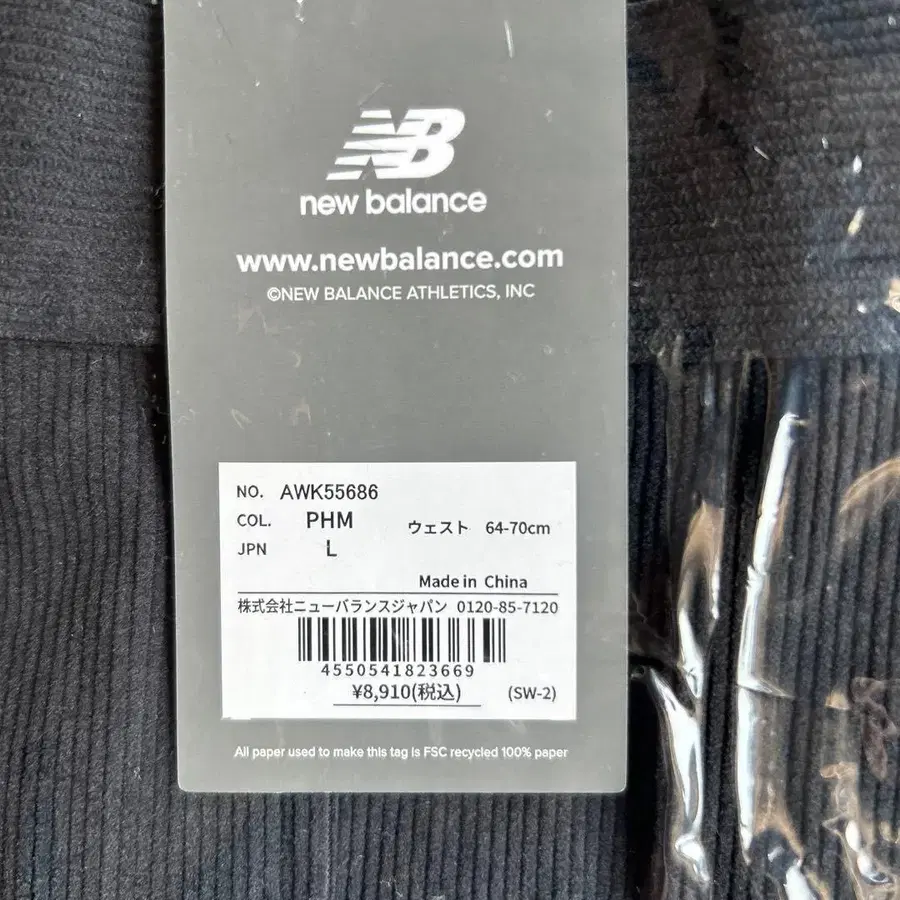 NB
new balance
www.newbalance.com
©NEW BALANCE ATHLETICS, INC
NO. AWK55686
COL. PHM
ウェスト 64-70cm
JPN L
Made in China
株式会社ニューバランスジャパン 0120-85-7120
4550541823669
¥8,910(税込) (SW-2)
All paper used to make this tag is FSC recycled 100% paper